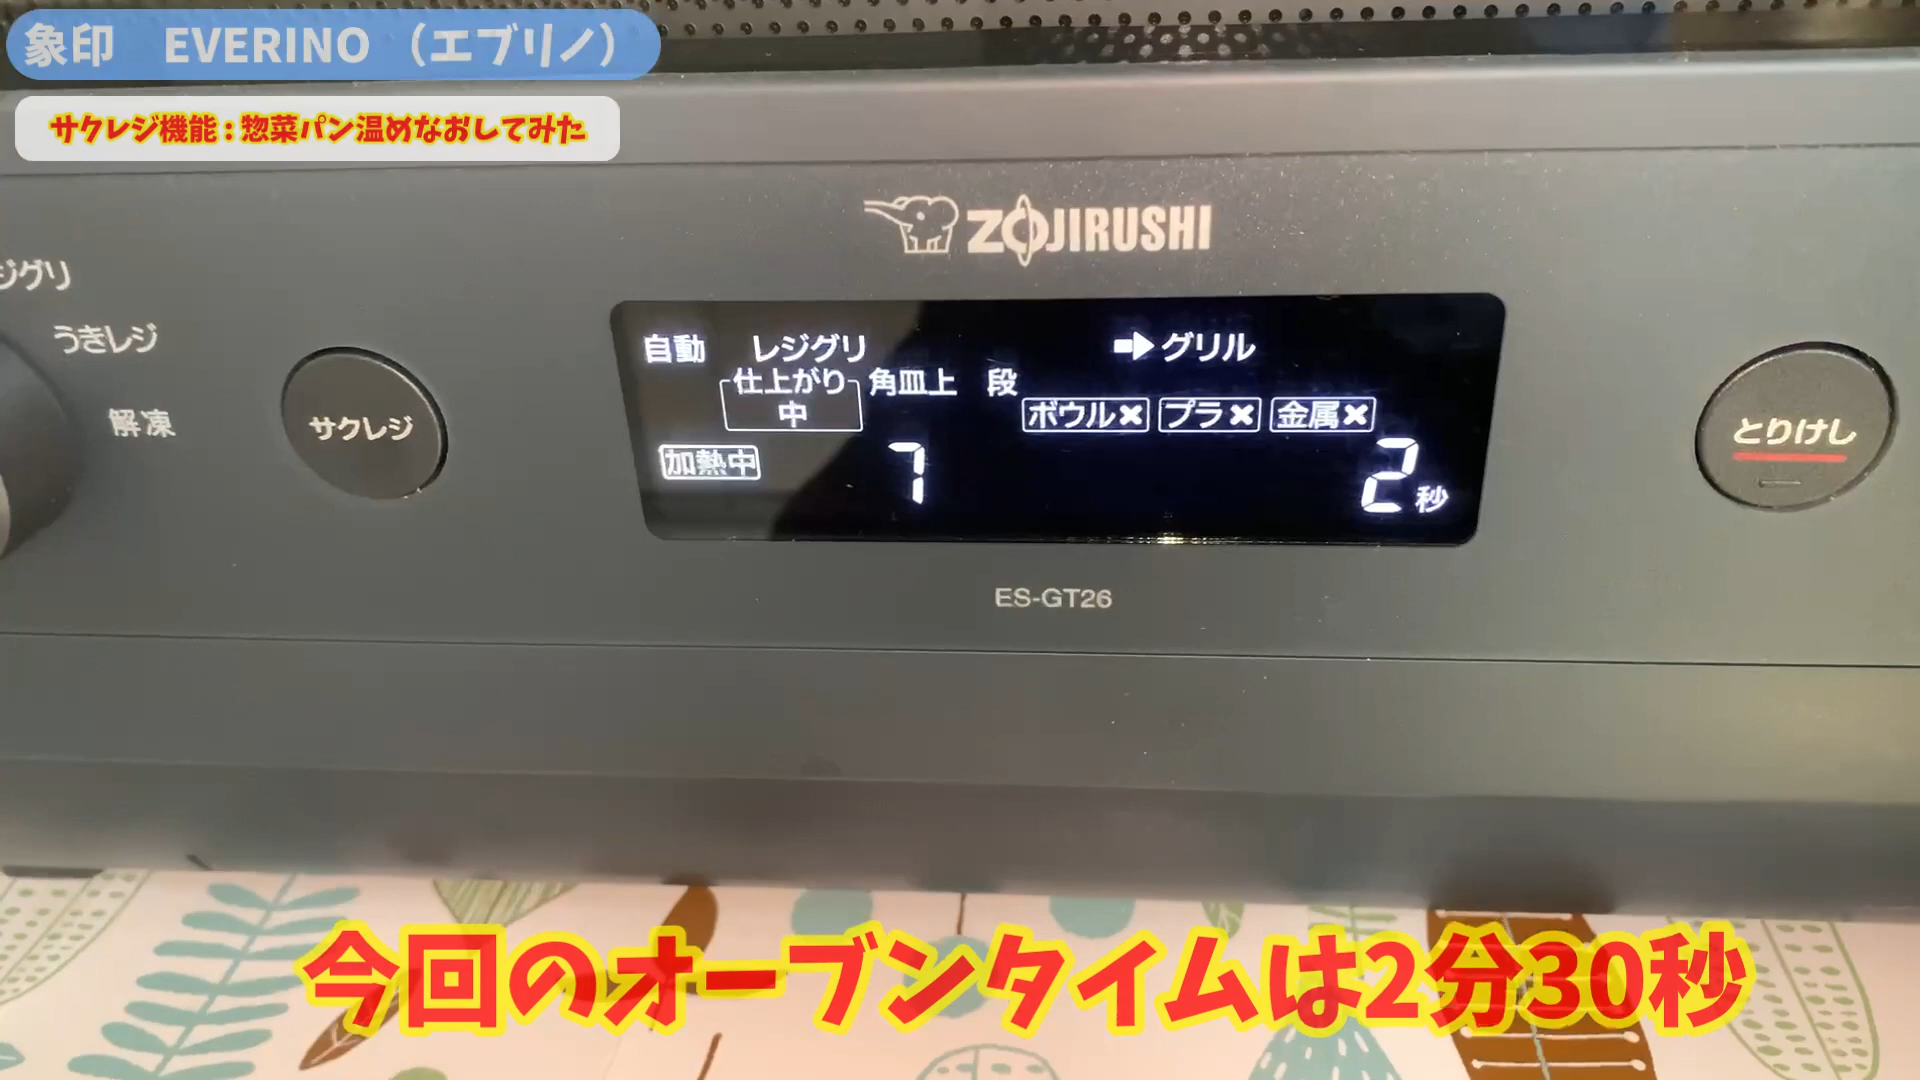 象印 EVERINO（エブリノ）
サクレジ機能：惣菜パン温めなおしてみた
ZOJIRUSHI
ジグリ
うきレジ
解凍
サクレジ
自動 レジグリ ➡グリル
仕上がり 角皿上 段
中 ボウル✖ プラ✖ 金属✖
加熱中 7 2秒
とりけし
ES-GT26
今回のオーブンタイムは2分30秒